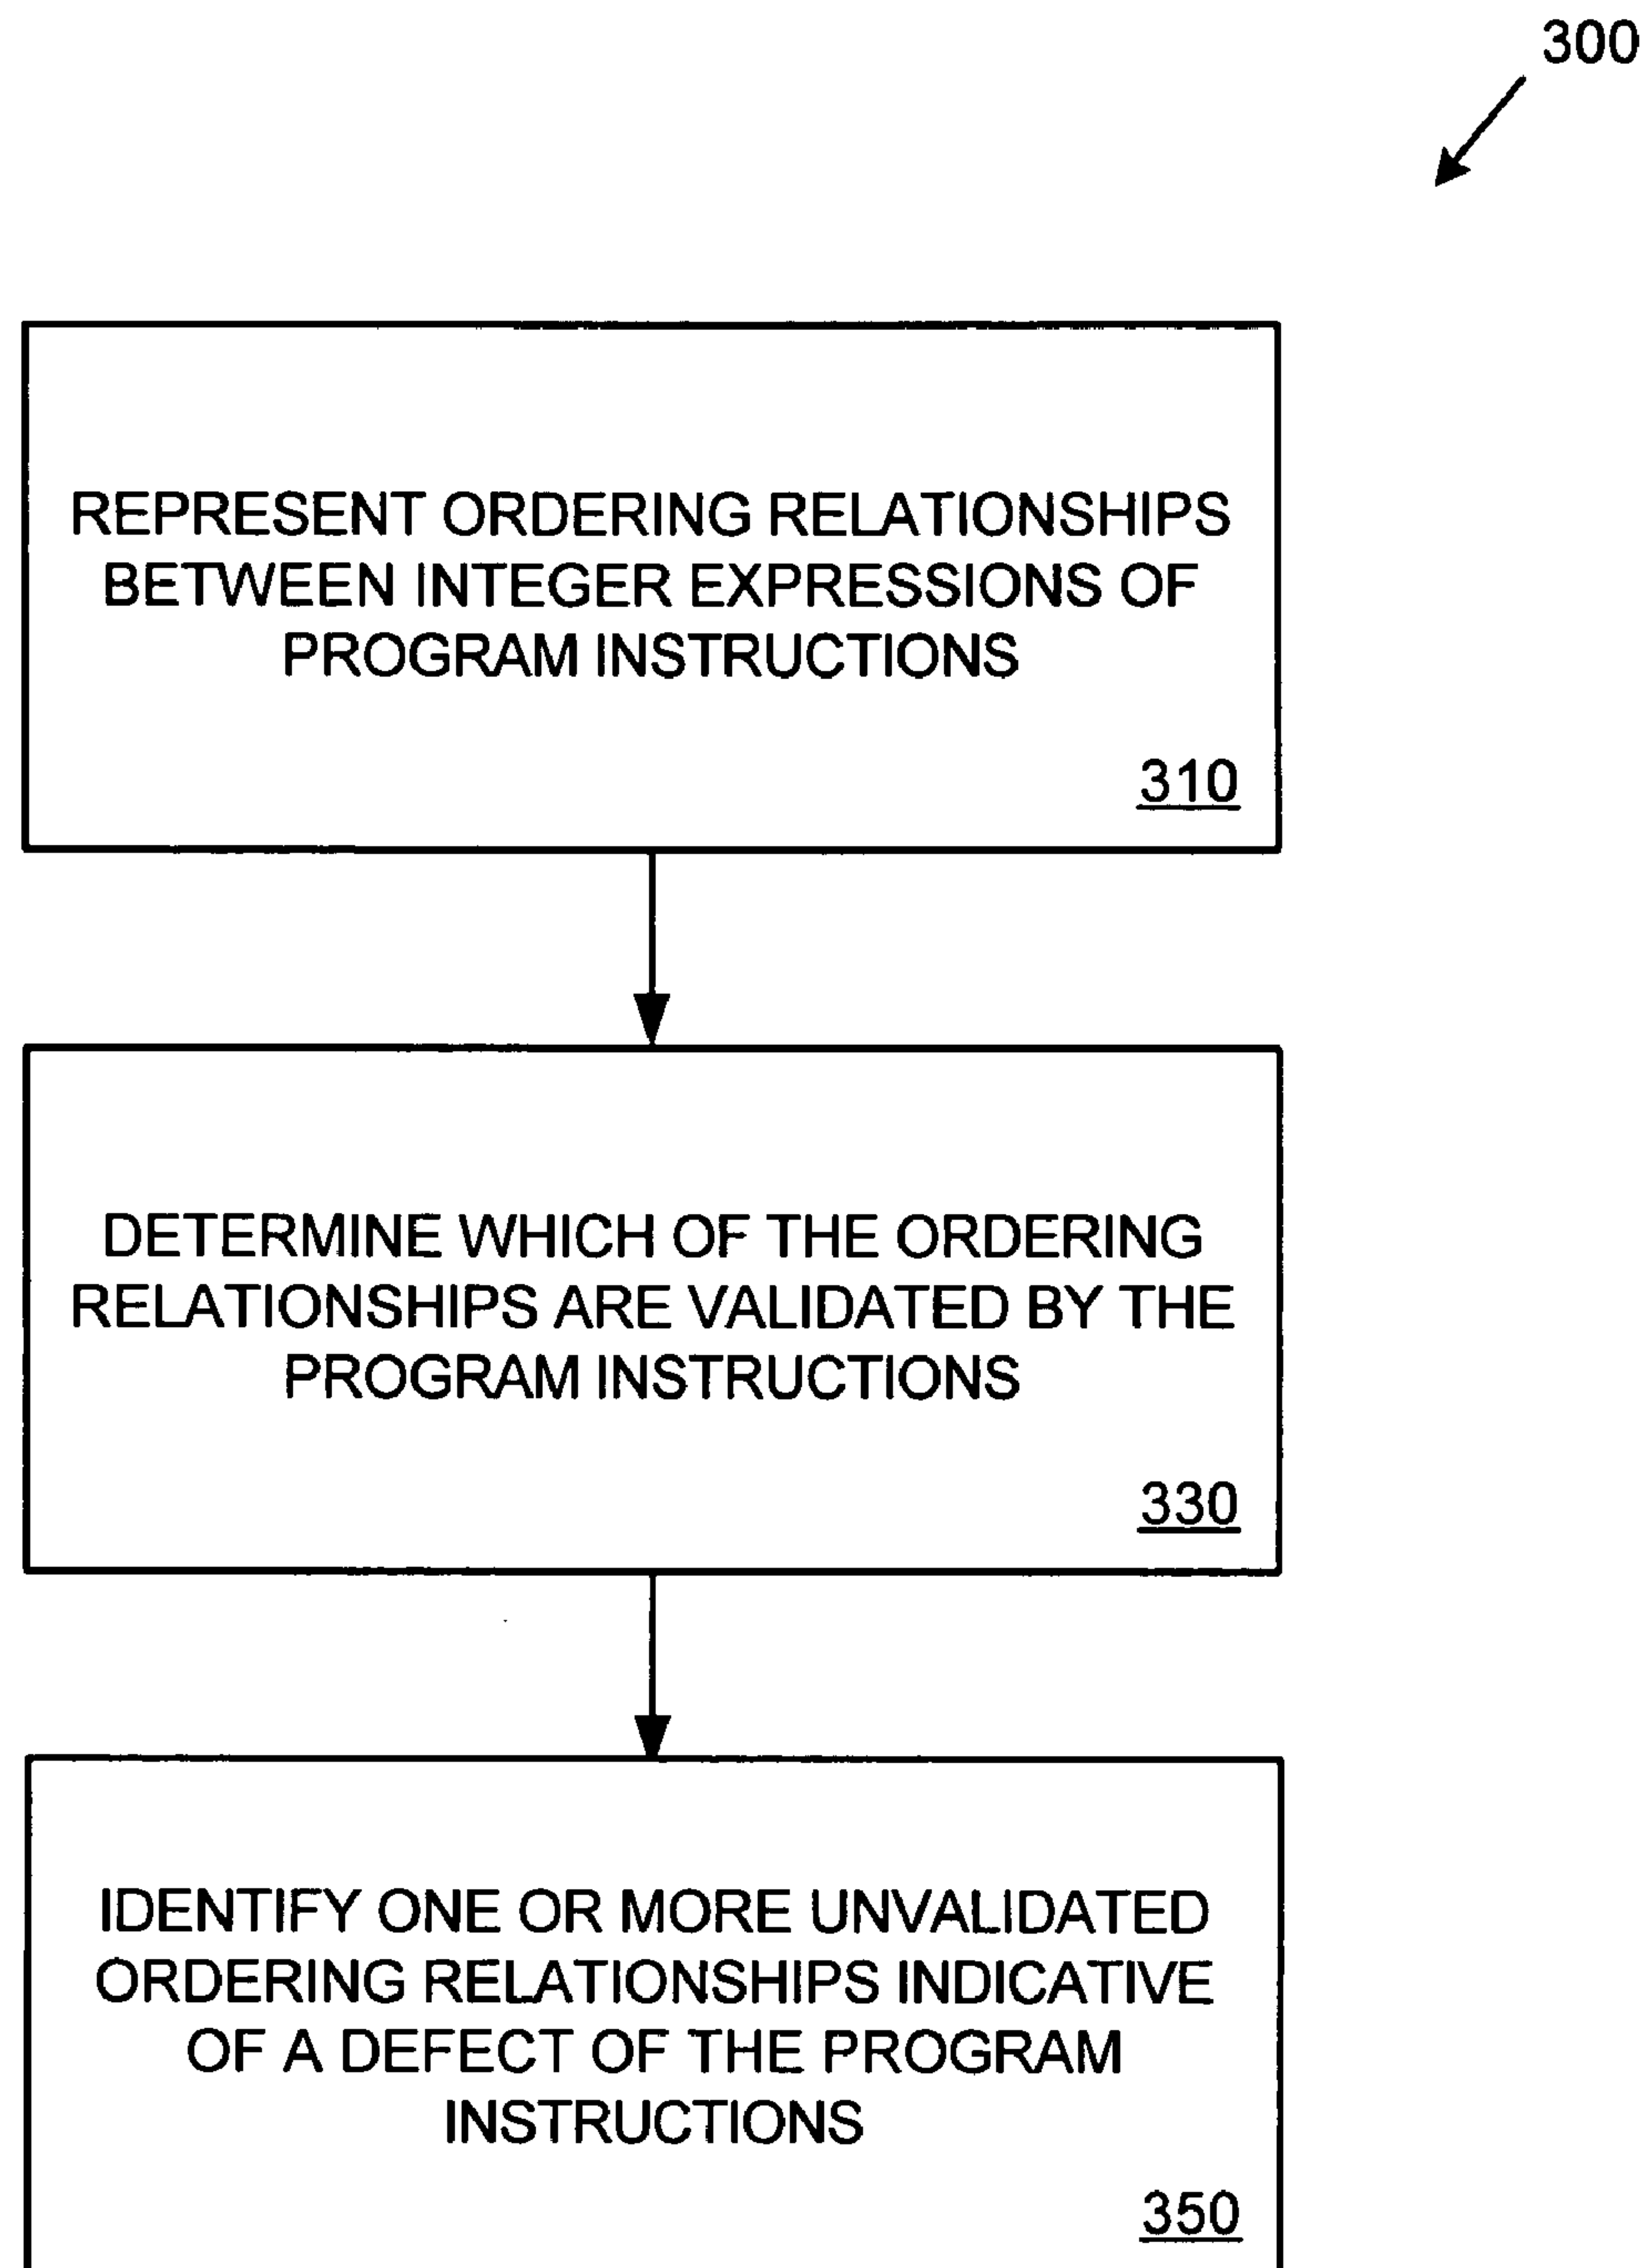 300
REPRESENT ORDERING RELATIONSHIPS
BETWEEN INTEGER EXPRESSIONS OF
PROGRAM INSTRUCTIONS
310
DETERMINE WHICH OF THE ORDERING
RELATIONSHIPS ARE VALIDATED BY THE
PROGRAM INSTRUCTIONS
330
IDENTIFY ONE OR MORE UNVALIDATED
ORDERING RELATIONSHIPS INDICATIVE
OF A DEFECT OF THE PROGRAM
INSTRUCTIONS
350